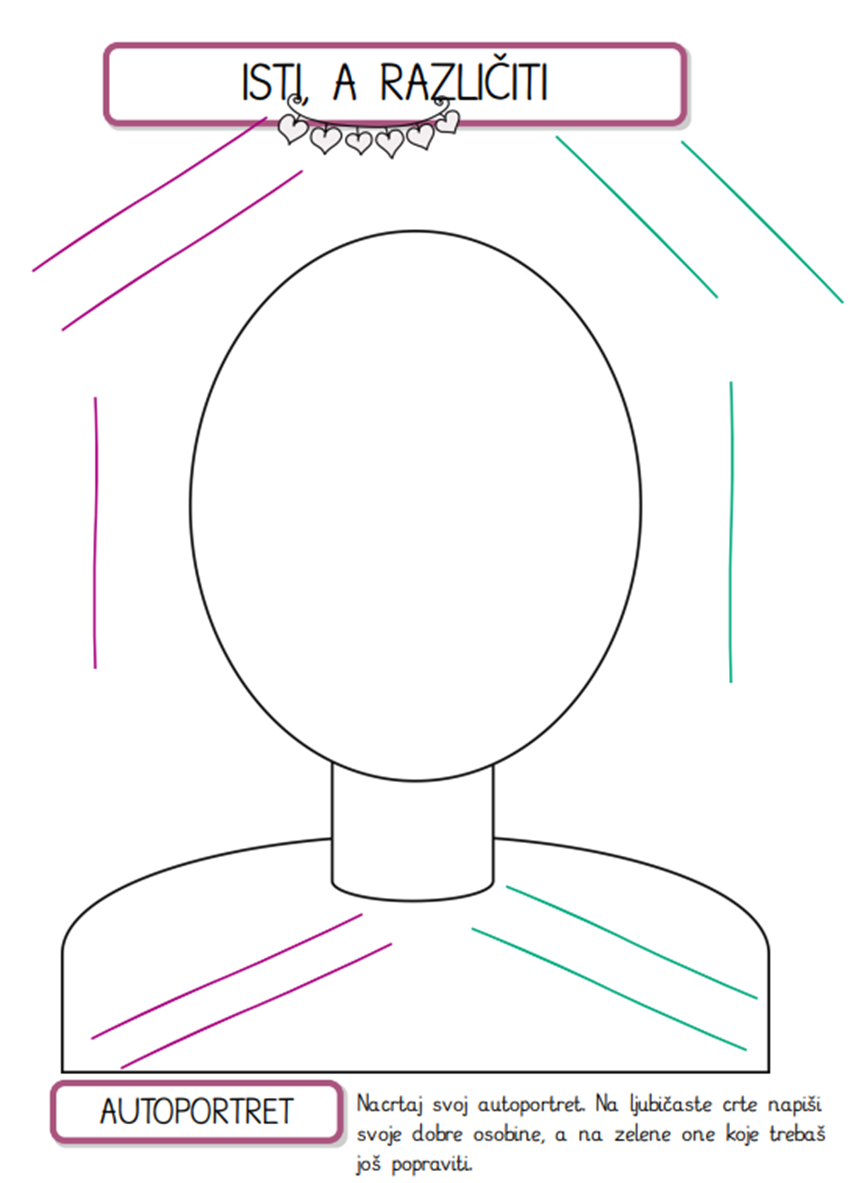 ISTI, A RAZLIČITI
AUTOPORTRET
Nacrtaj svoj autoportret. Na ljubičaste crte napiši
svoje dobre osobine, a na zelene one koje trebaš
još popraviti.